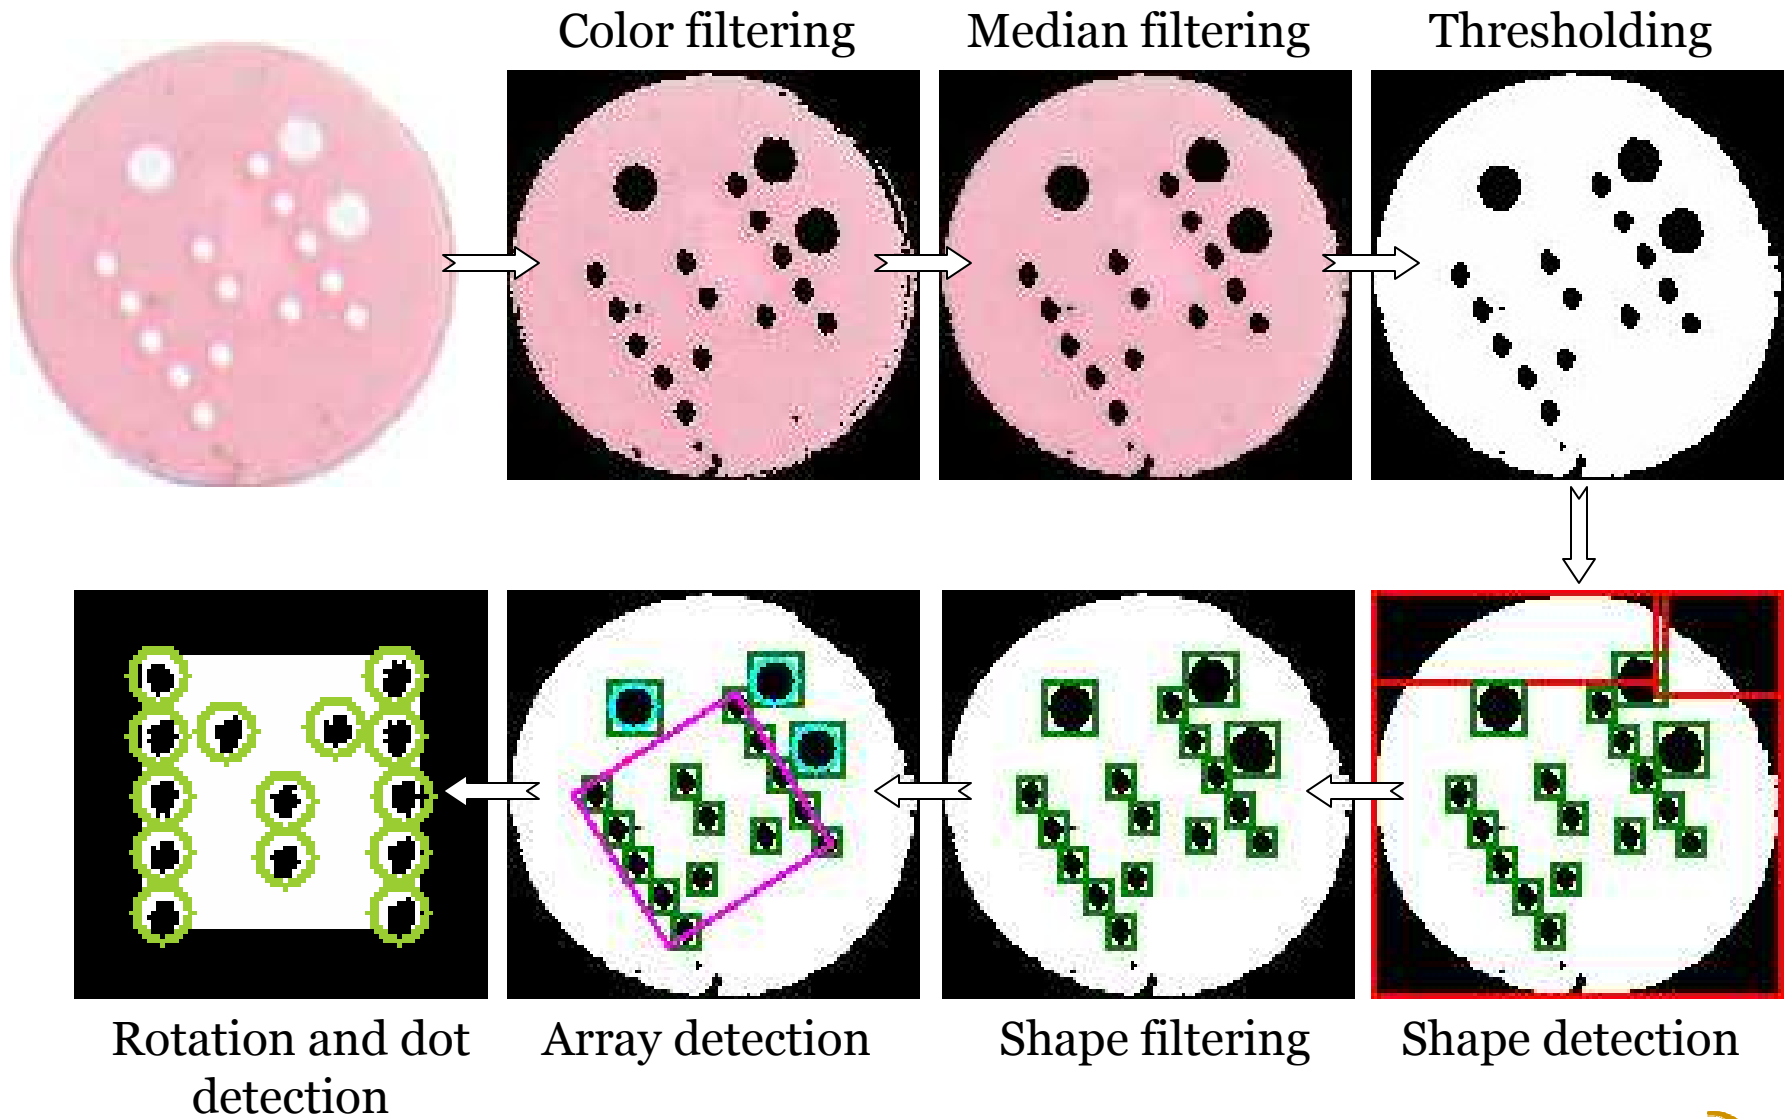 Color filtering
Median filtering
Thresholding
Rotation and dot
detection
Array detection
Shape filtering
Shape detection